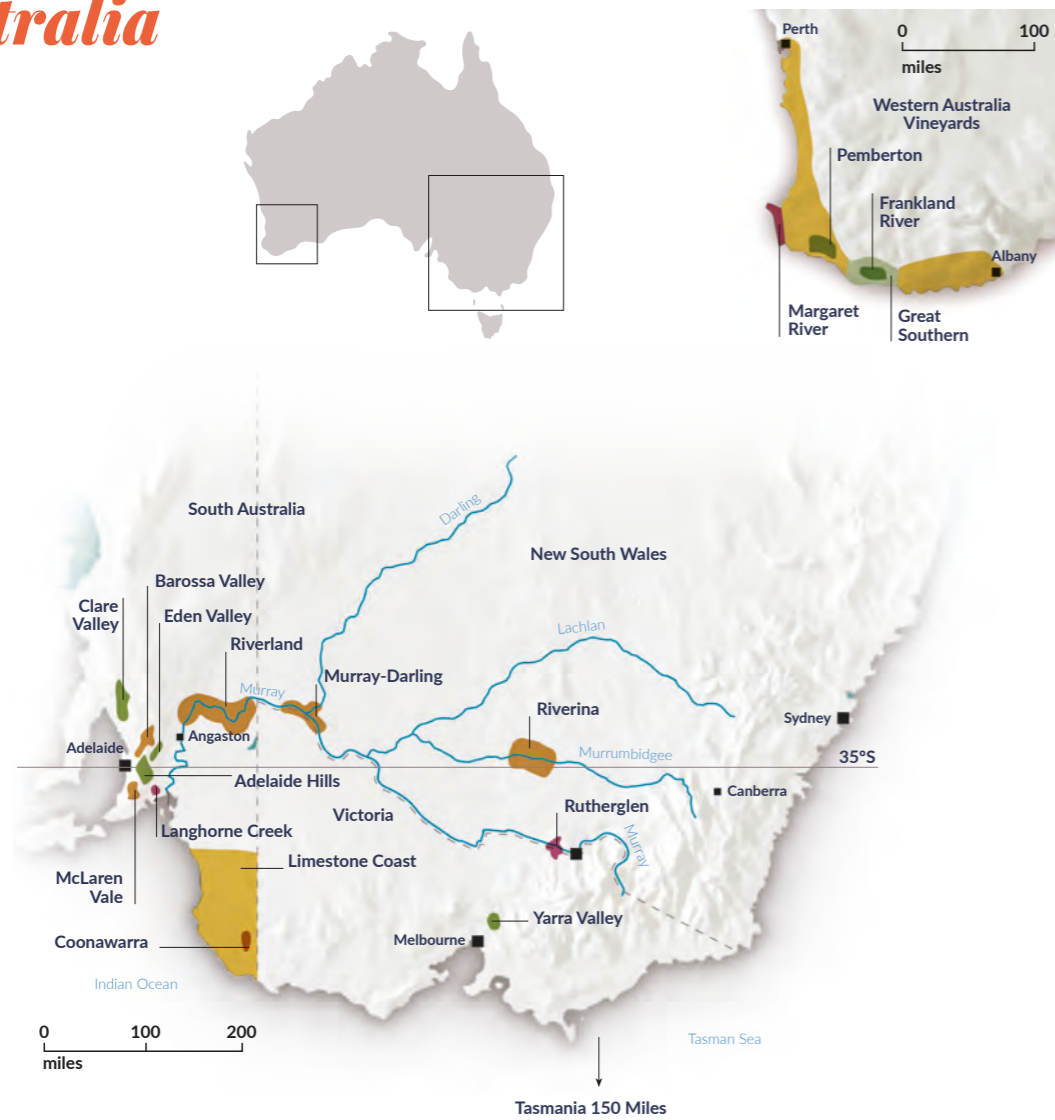 tralia
Perth
0 100
miles
Western Australia
Vineyards
Pemberton
Frankland
River
Albany
Margaret
River
Great
Southern
Darling
South Australia
New South Wales
Barossa Valley
Clare
Valley
Eden Valley
Lachlan
Riverland
Murray
Murray-Darling
Riverina
Sydney
Angaston
Adelaide
Murrumbidgee
35°S
Adelaide Hills
Canberra
Rutherglen
Victoria
Langhorne Creek
Murray
Limestone Coast
McLaren
Vale
Yarra Valley
Coonawarra
Melbourne
Indian Ocean
0 100 200
miles
Tasman Sea
Tasmania 150 Miles